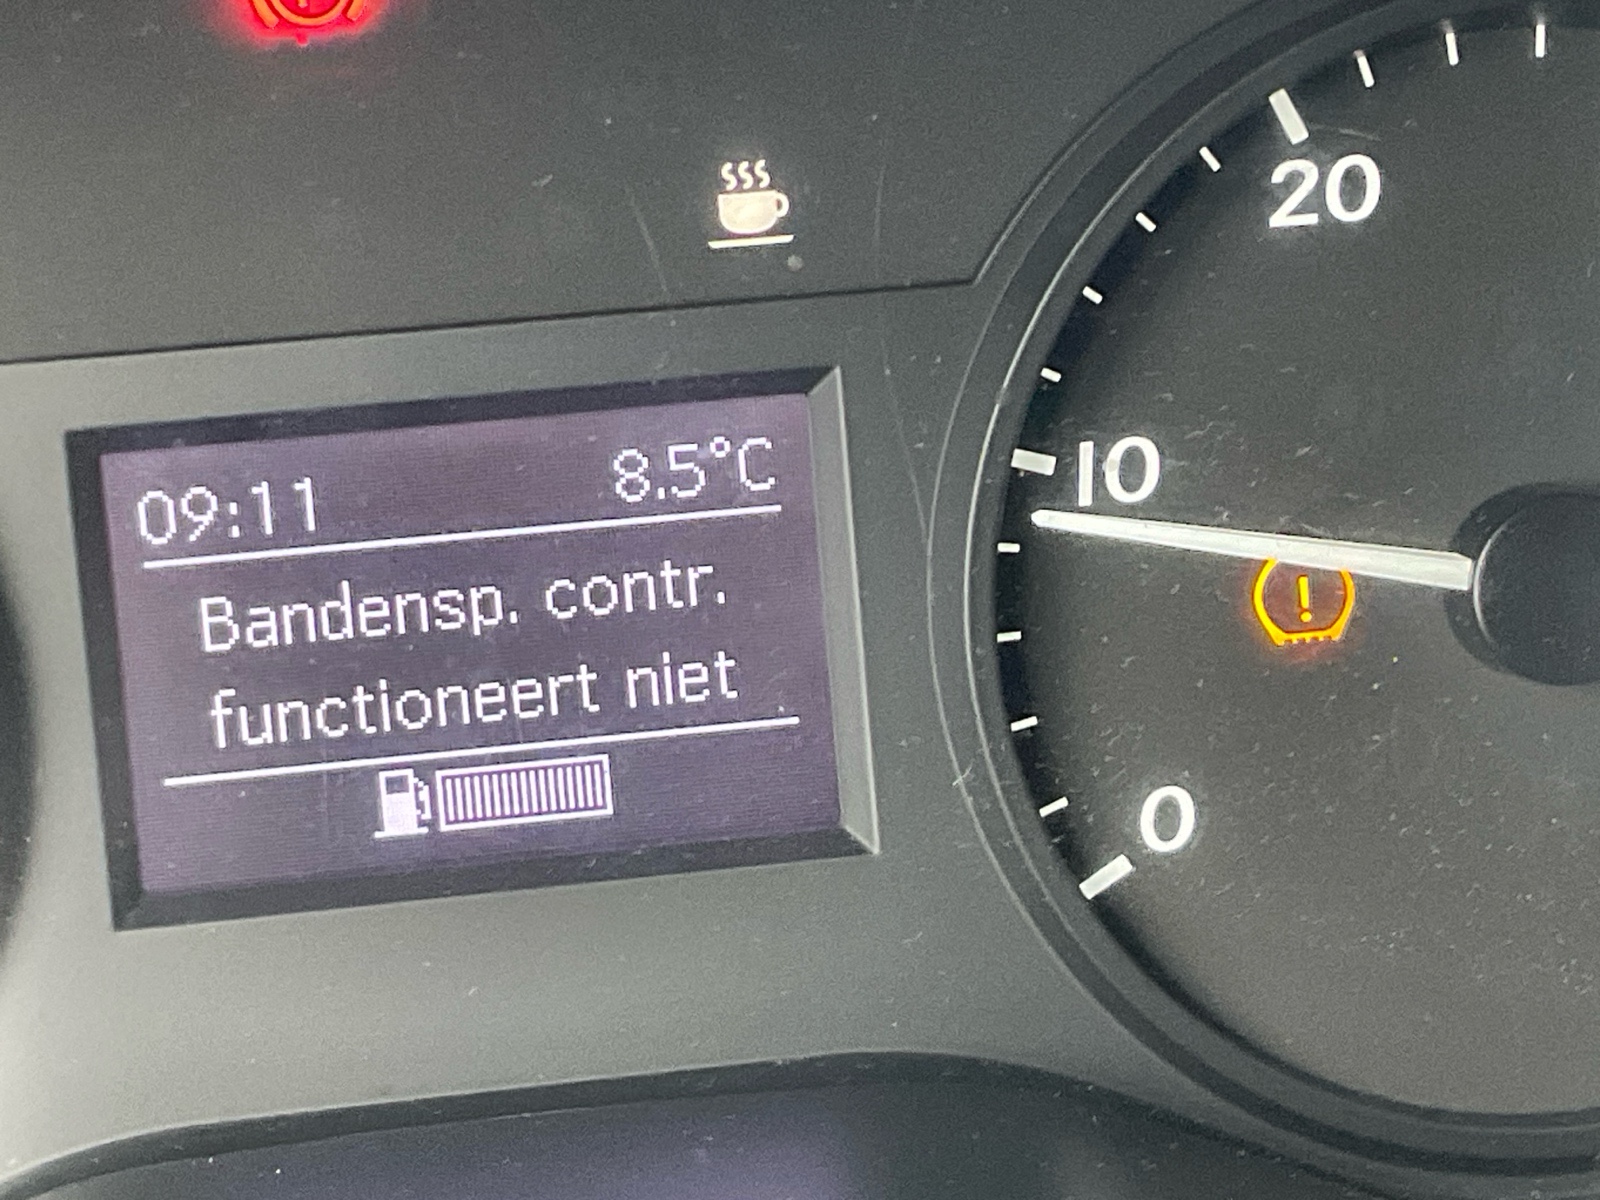 20
09:11 8.5°C
10
Bandensp. contr.
functioneert niet
0